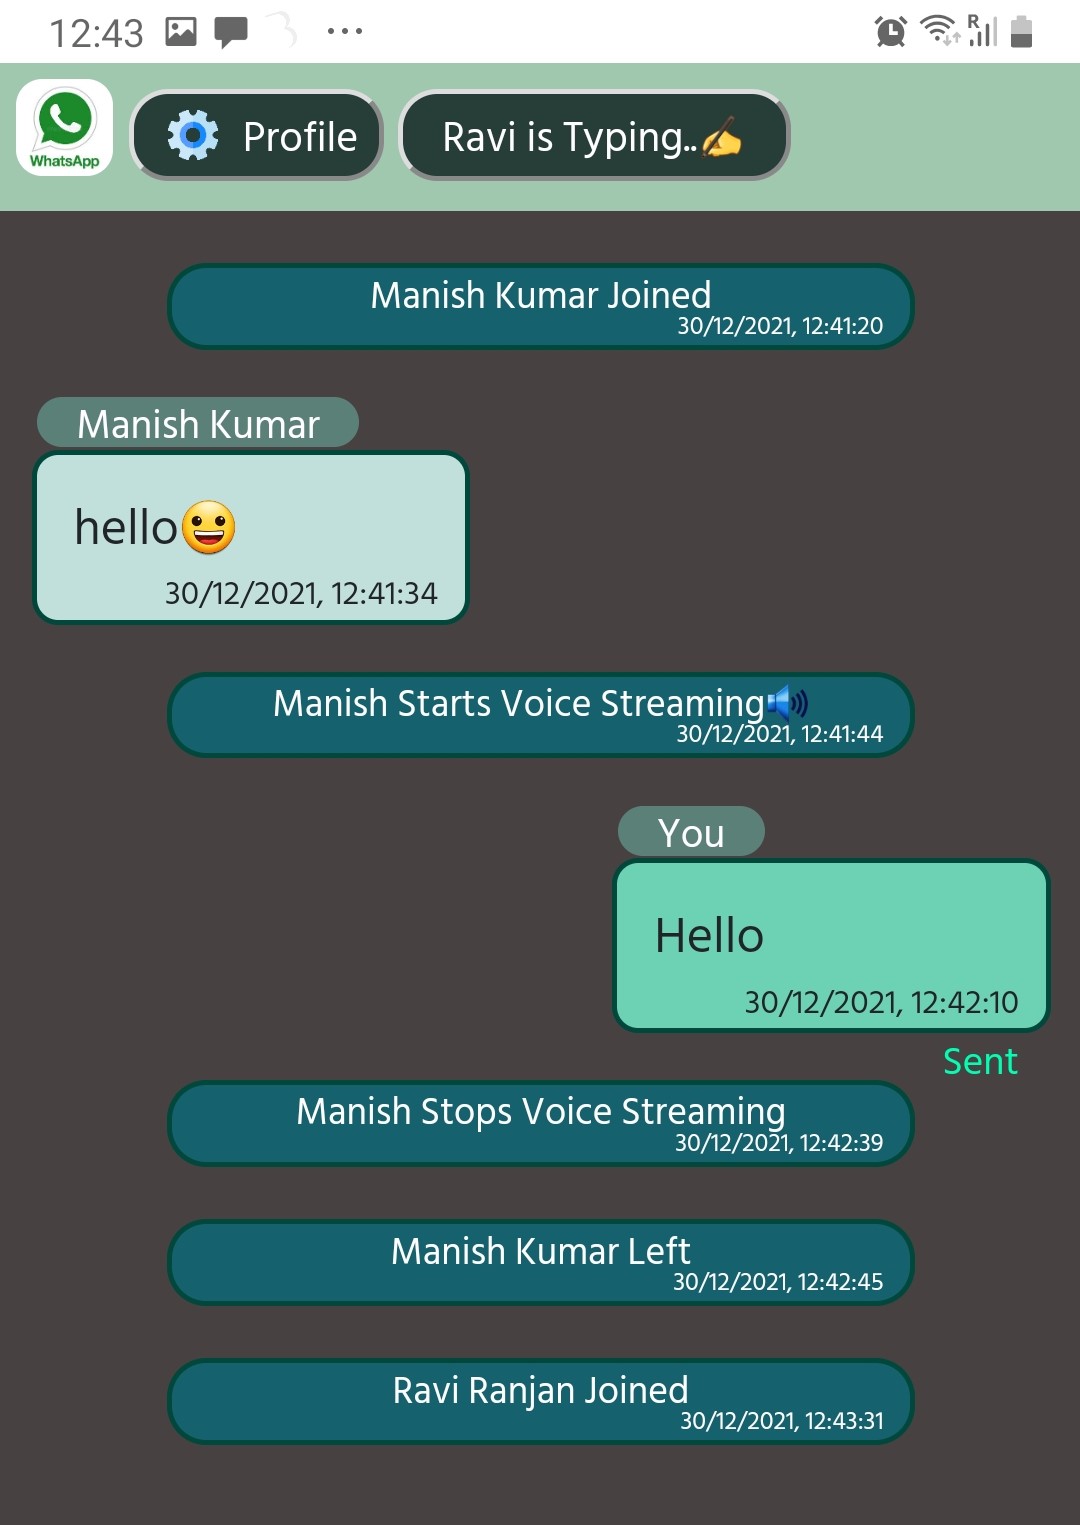 12:43
R
WhatsApp
Profile
Ravi is Typing..✍
Manish Kumar Joined
30/12/2021, 12:41:20
Manish Kumar
hello😀
30/12/2021, 12:41:34
Manish Starts Voice Streaming🔊
30/12/2021, 12:41:44
You
Hello
30/12/2021, 12:42:10
Sent
Manish Stops Voice Streaming
30/12/2021, 12:42:39
Manish Kumar Left
30/12/2021, 12:42:45
Ravi Ranjan Joined
30/12/2021, 12:43:31